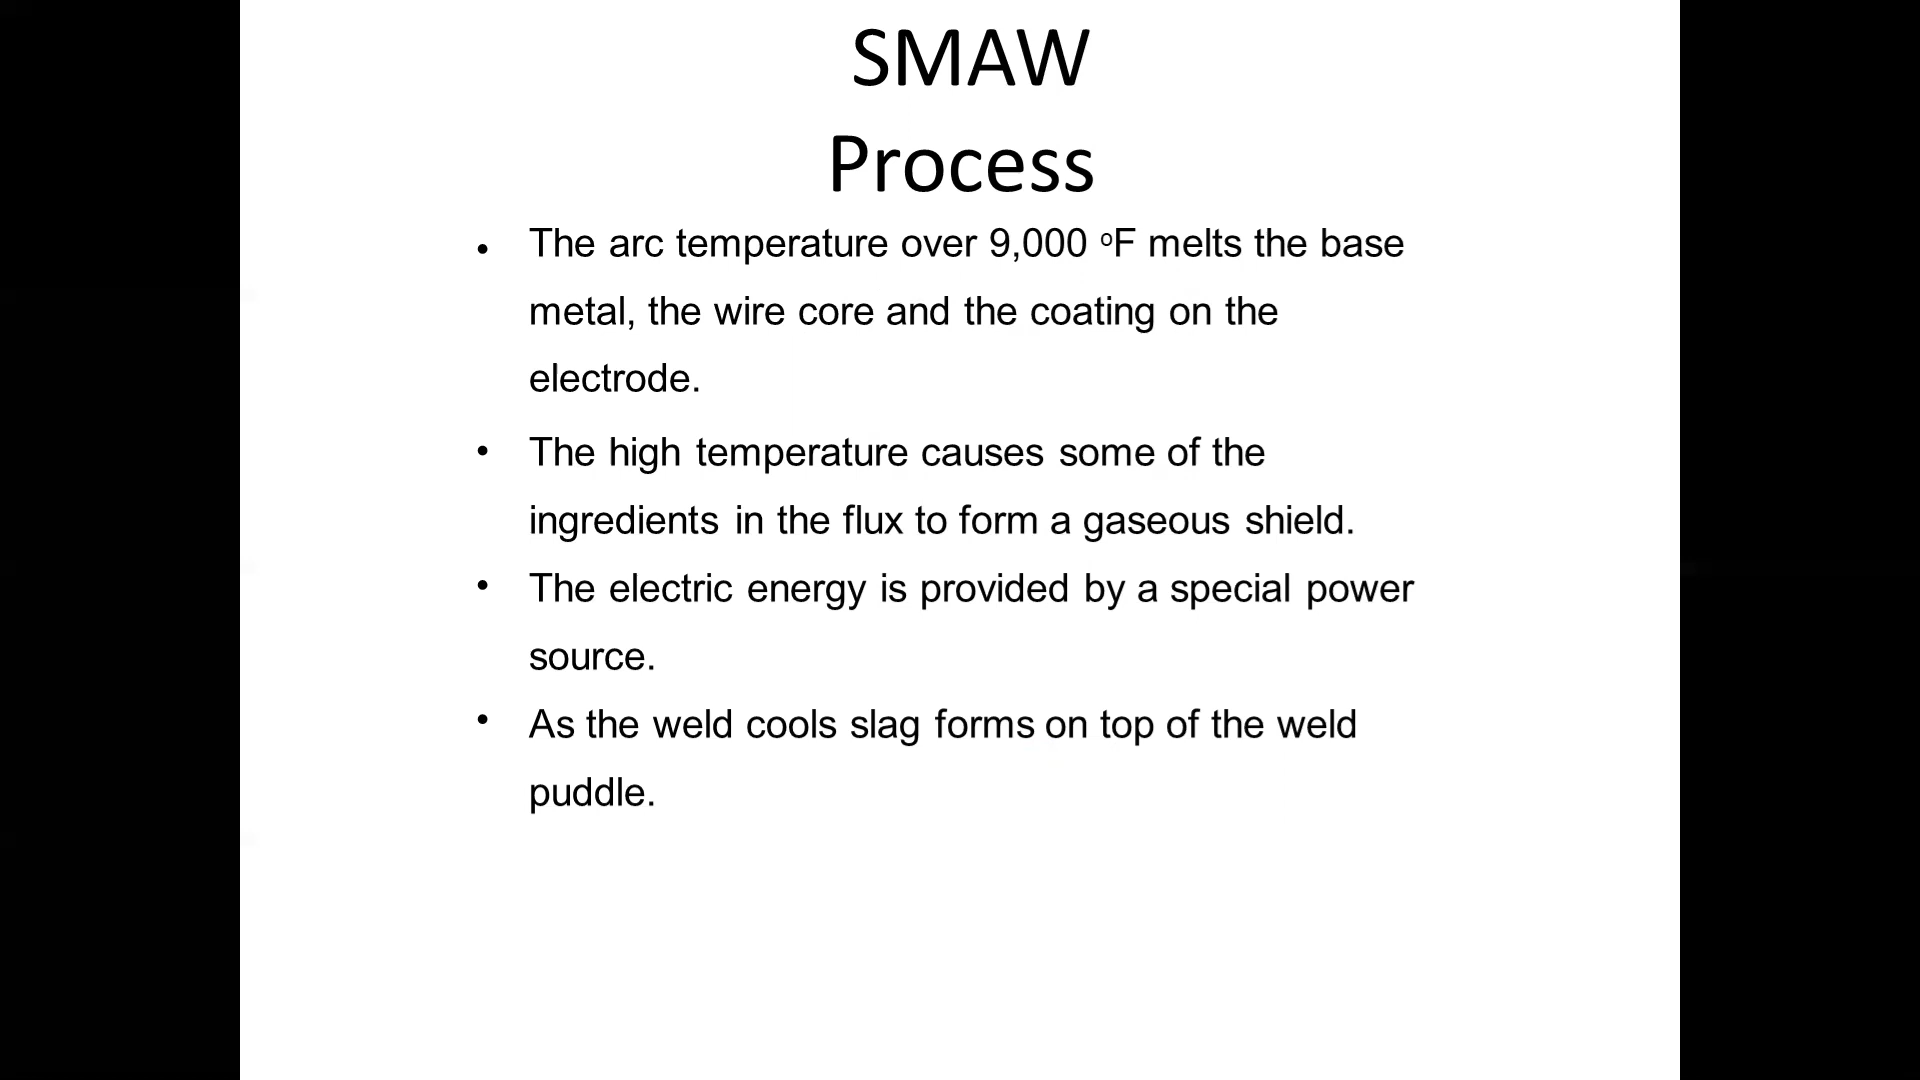 SMAW
Process
• The arc temperature over 9,000 ºF melts the base
metal, the wire core and the coating on the
electrode.
• The high temperature causes some of the
ingredients in the flux to form a gaseous shield.
• The electric energy is provided by a special power
source.
• As the weld cools slag forms on top of the weld
puddle.